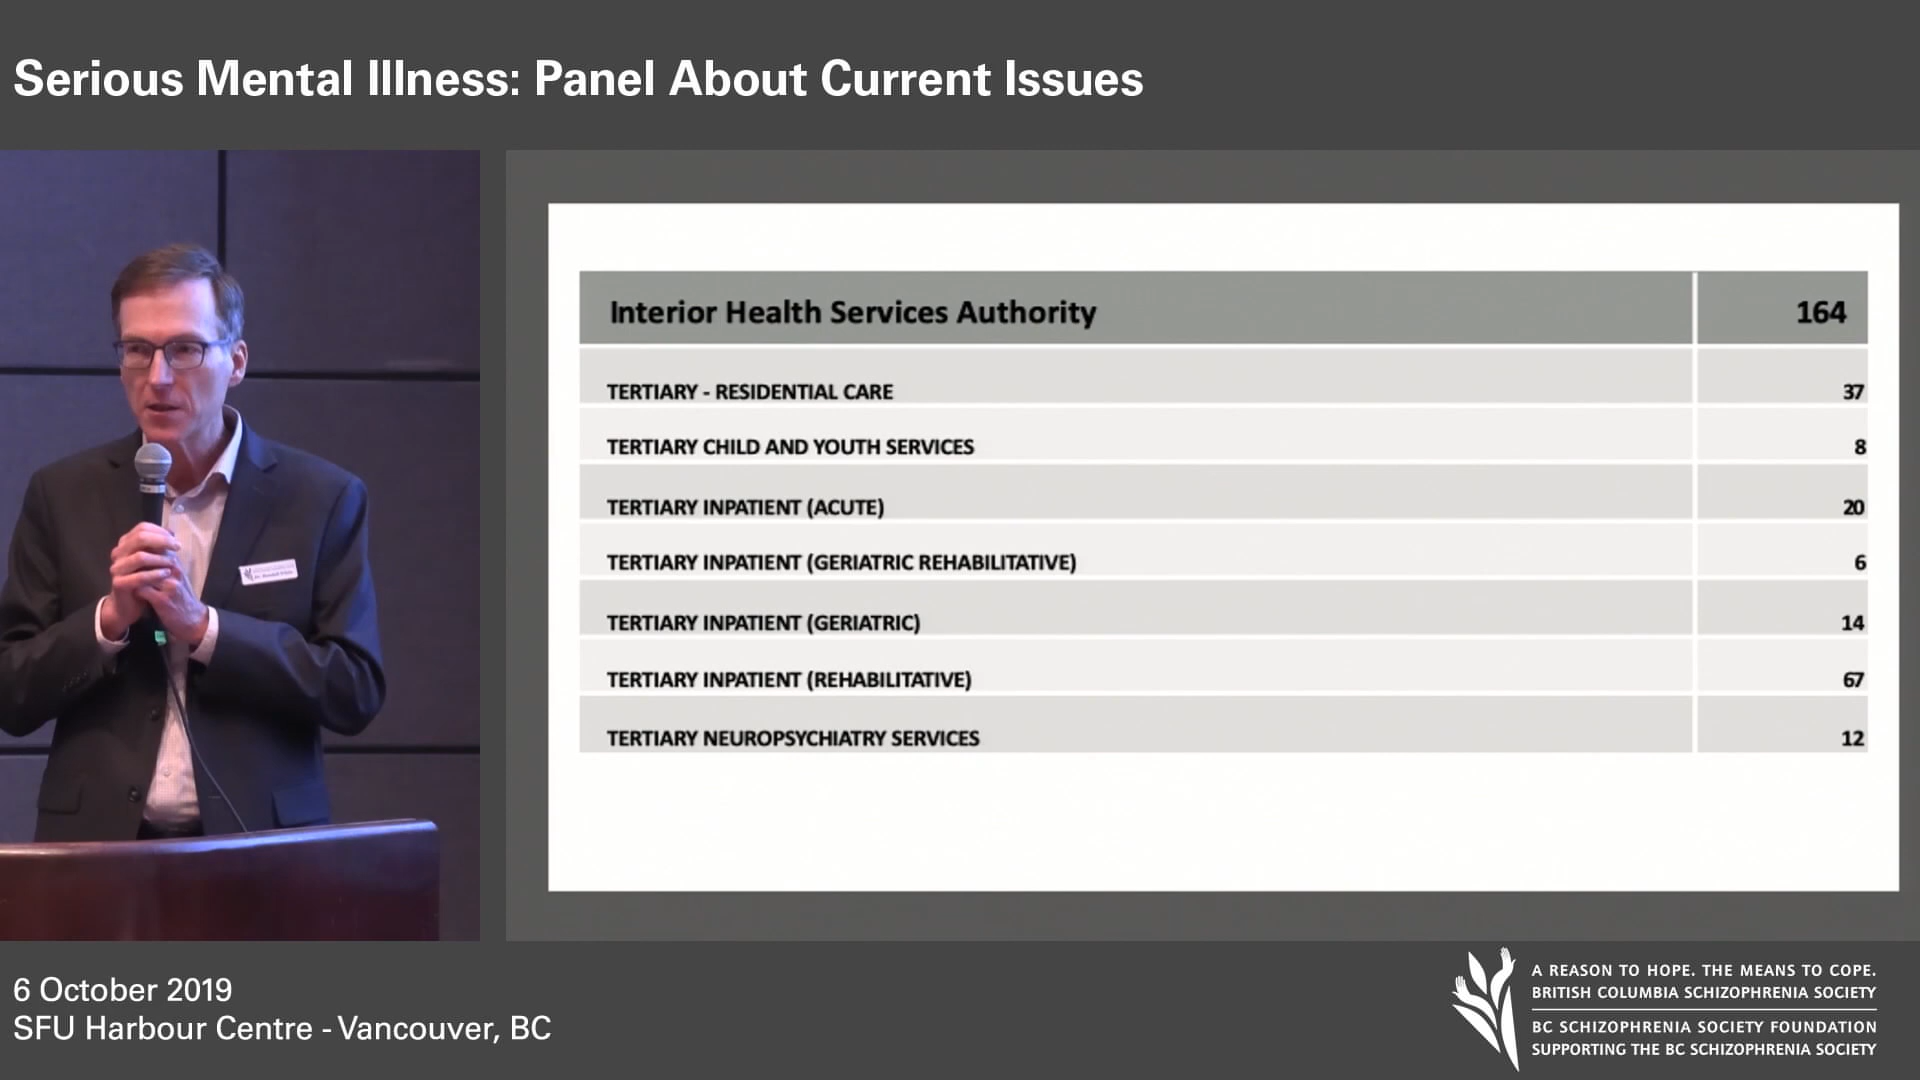 Serious Mental Illness: Panel About Current Issues
Interior Health Services Authority 164
TERTIARY - RESIDENTIAL CARE 37
TERTIARY CHILD AND YOUTH SERVICES 8
TERTIARY INPATIENT (ACUTE) 20
TERTIARY INPATIENT (GERIATRIC REHABILITATIVE) 6
TERTIARY INPATIENT (GERIATRIC) 14
TERTIARY INPATIENT (REHABILITATIVE) 67
TERTIARY NEUROPSYCHIATRY SERVICES 12
6 October 2019
SFU Harbour Centre - Vancouver, BC
A REASON TO HOPE. THE MEANS TO COPE.
BRITISH COLUMBIA SCHIZOPHRENIA SOCIETY
BC SCHIZOPHRENIA SOCIETY FOUNDATION
SUPPORTING THE BC SCHIZOPHRENIA SOCIETY